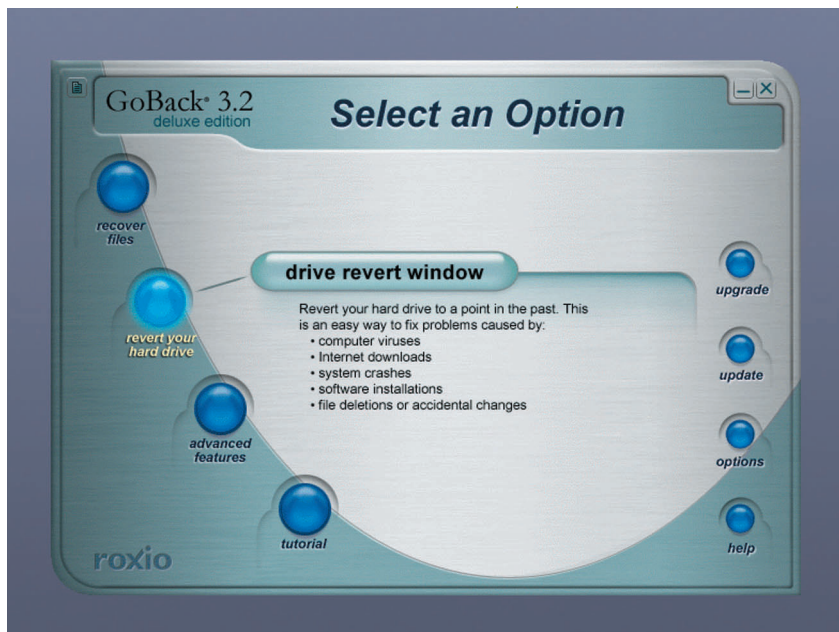 GoBack® 3.2
deluxe edition
Select an Option
recover
files
revert your
hard drive
advanced
features
tutorial
drive revert window
Revert your hard drive to a point in the past. This
is an easy way to fix problems caused by:
• computer viruses
• Internet downloads
• system crashes
• software installations
• file deletions or accidental changes
upgrade
update
options
help
roxio